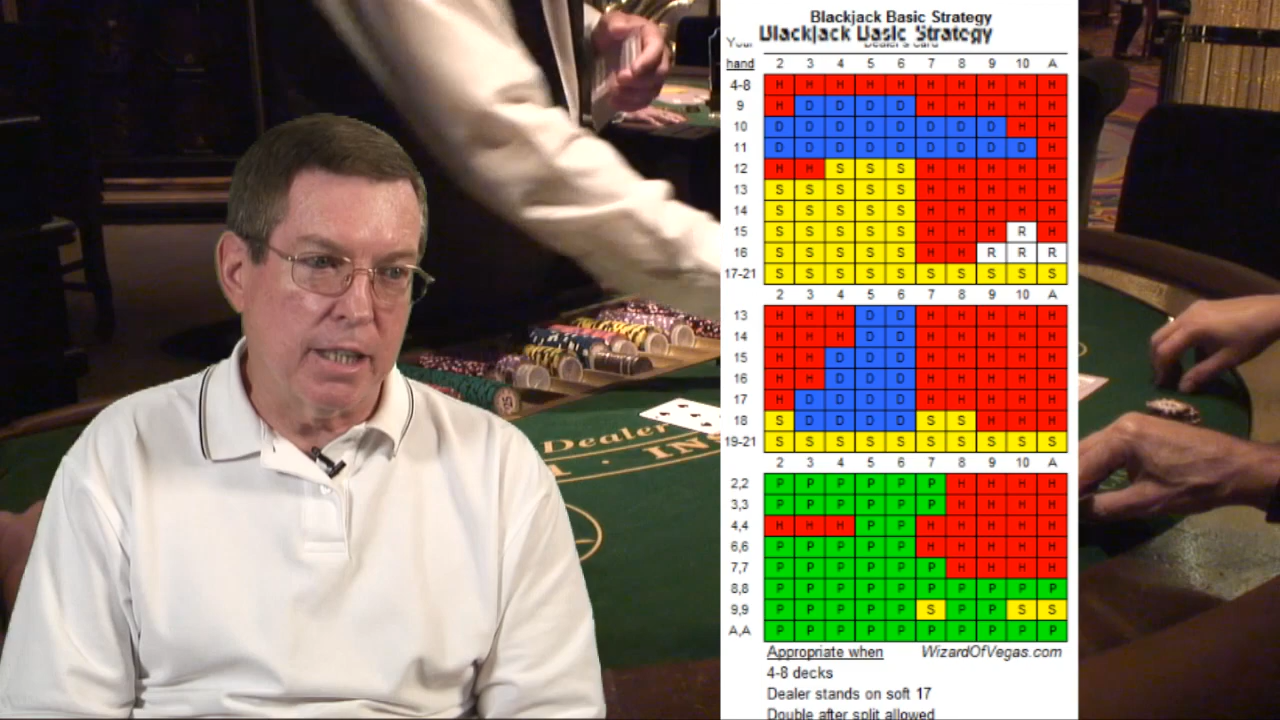 Blackjack Basic Strategy
Blackjack Basic Strategy
Your Dealer's Card
hand 2 3 4 5 6 7 8 9 10 A
4-8 H H H H H H H H H H
9 H D D D D H H H H H
10 D D D D D D D D H H
11 D D D D D D D D D H
12 H H S S S H H H H H
13 S S S S S H H H H H
14 S S S S S H H H H H
15 S S S S S H H H R H
16 S S S S S H H R R R
17-21 S S S S S S S S S S
2 3 4 5 6 7 8 9 10 A
13 H H H D D H H H H H
14 H H H D D H H H H H
15 H H D D D H H H H H
16 H H D D D H H H H H
17 H D D D D H H H H H
18 S D D D D S S H H H
19-21 S S S S S S S S S S
2 3 4 5 6 7 8 9 10 A
2,2 P P P P P P H H H H
3,3 P P P P P P H H H H
4,4 H H H P P H H H H H
6,6 P P P P P H H H H H
7,7 P P P P P P H H H H
8,8 P P P P P P P P P P
9,9 P P P P P S P P S S
A,A P P P P P P P P P P
Appropriate when WizardOfVegas.com
4-8 decks
Dealer stands on soft 17
Double after split allowed
Dealer